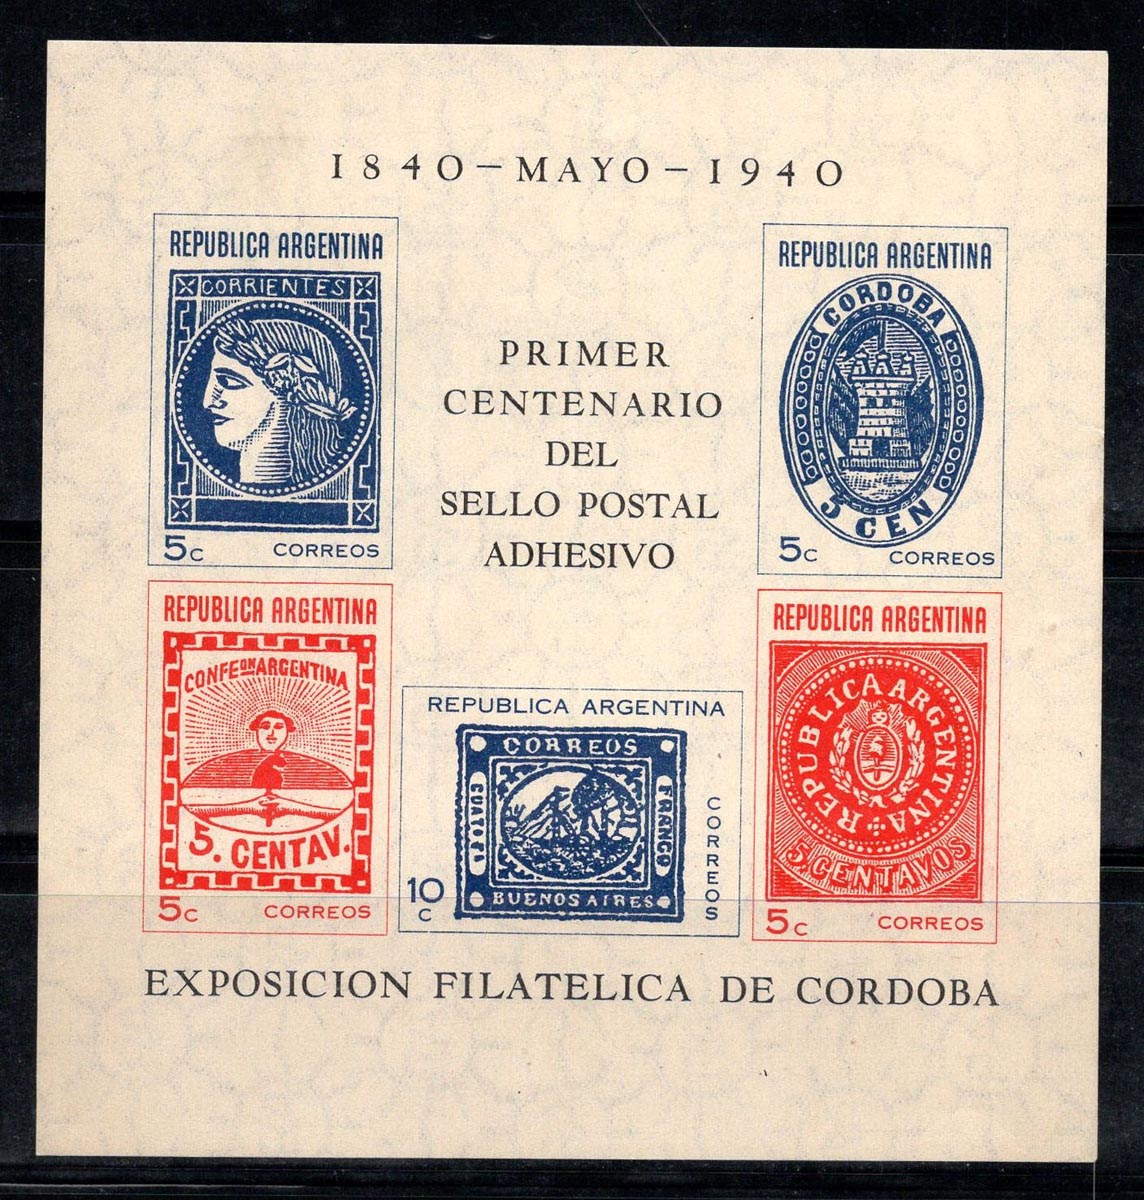 1840 – MAYO – 1940
REPUBLICA ARGENTINA
CORRIENTES
5c CORREOS
PRIMER
CENTENARIO
DEL
SELLO POSTAL
ADHESIVO
REPUBLICA ARGENTINA
CORDOBA
5 CEN
5c CORREOS
REPUBLICA ARGENTINA
CONFEON ARGENTINA
5. CENTAV.
5c CORREOS
REPUBLICA ARGENTINA
CORREOS
FRANCO
BUENOS AIRES
10
c
CORREOS
REPUBLICA ARGENTINA
REPUBLICA ARGENTINA
5 CENTAVOS
5c CORREOS
EXPOSICION FILATELICA DE CORDOBA